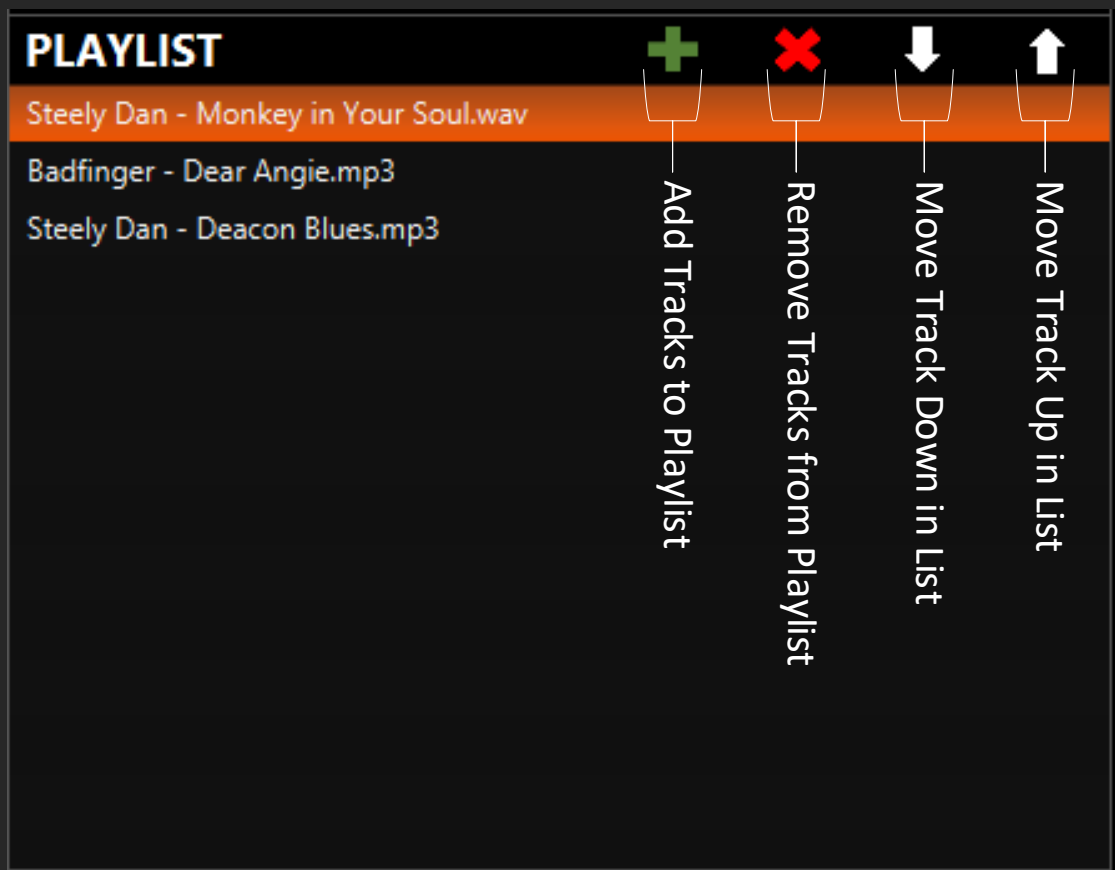 PLAYLIST
Steely Dan - Monkey in Your Soul.wav
Badfinger - Dear Angie.mp3
Steely Dan - Deacon Blues.mp3
Add Tracks to Playlist
Remove Tracks from Playlist
Move Track Down in List
Move Track Up in List